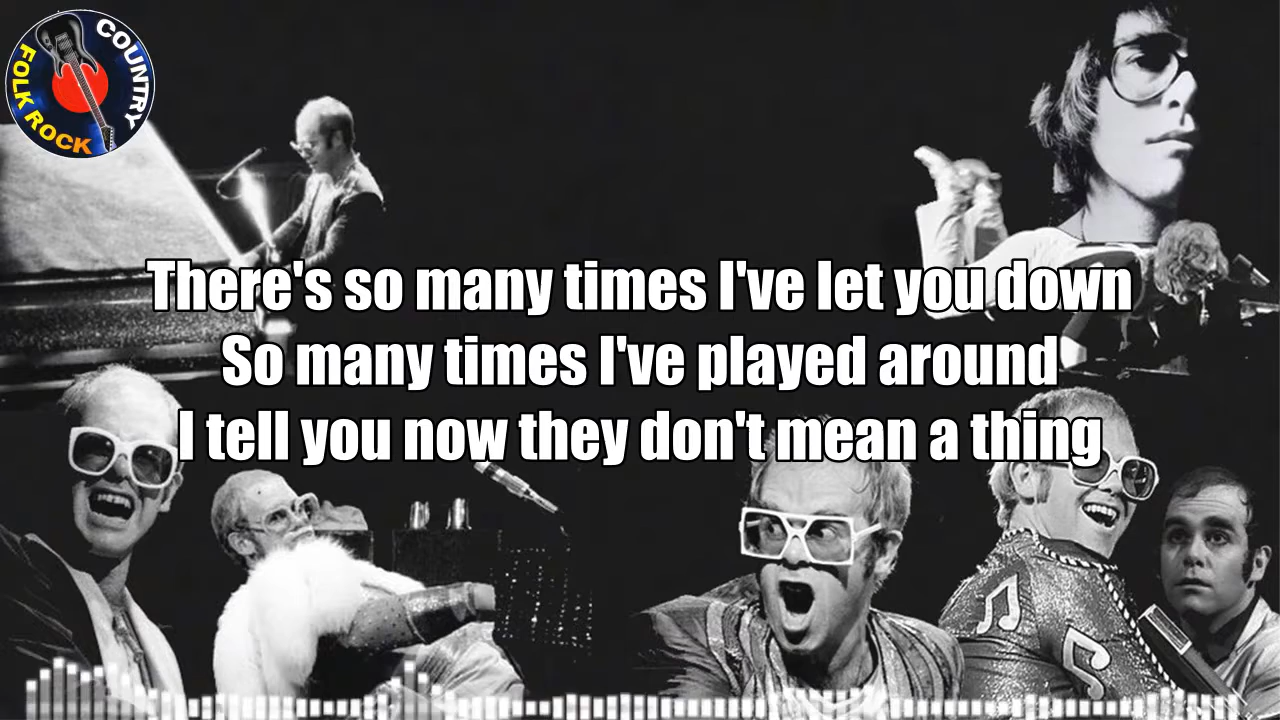 COUNTRY
FOLK ROCK
There's so many times I've let you down
So many times I've played around
I tell you now they don't mean a thing